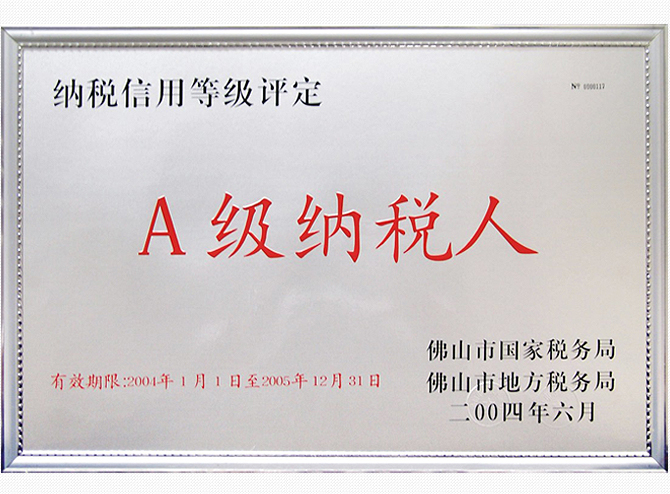 纳税信用等级评定
Nº 0000117
A级纳税人
有效期限:2004年1月1日至2005年12月31日
佛山市国家税务局
佛山市地方税务局
二00四年六月